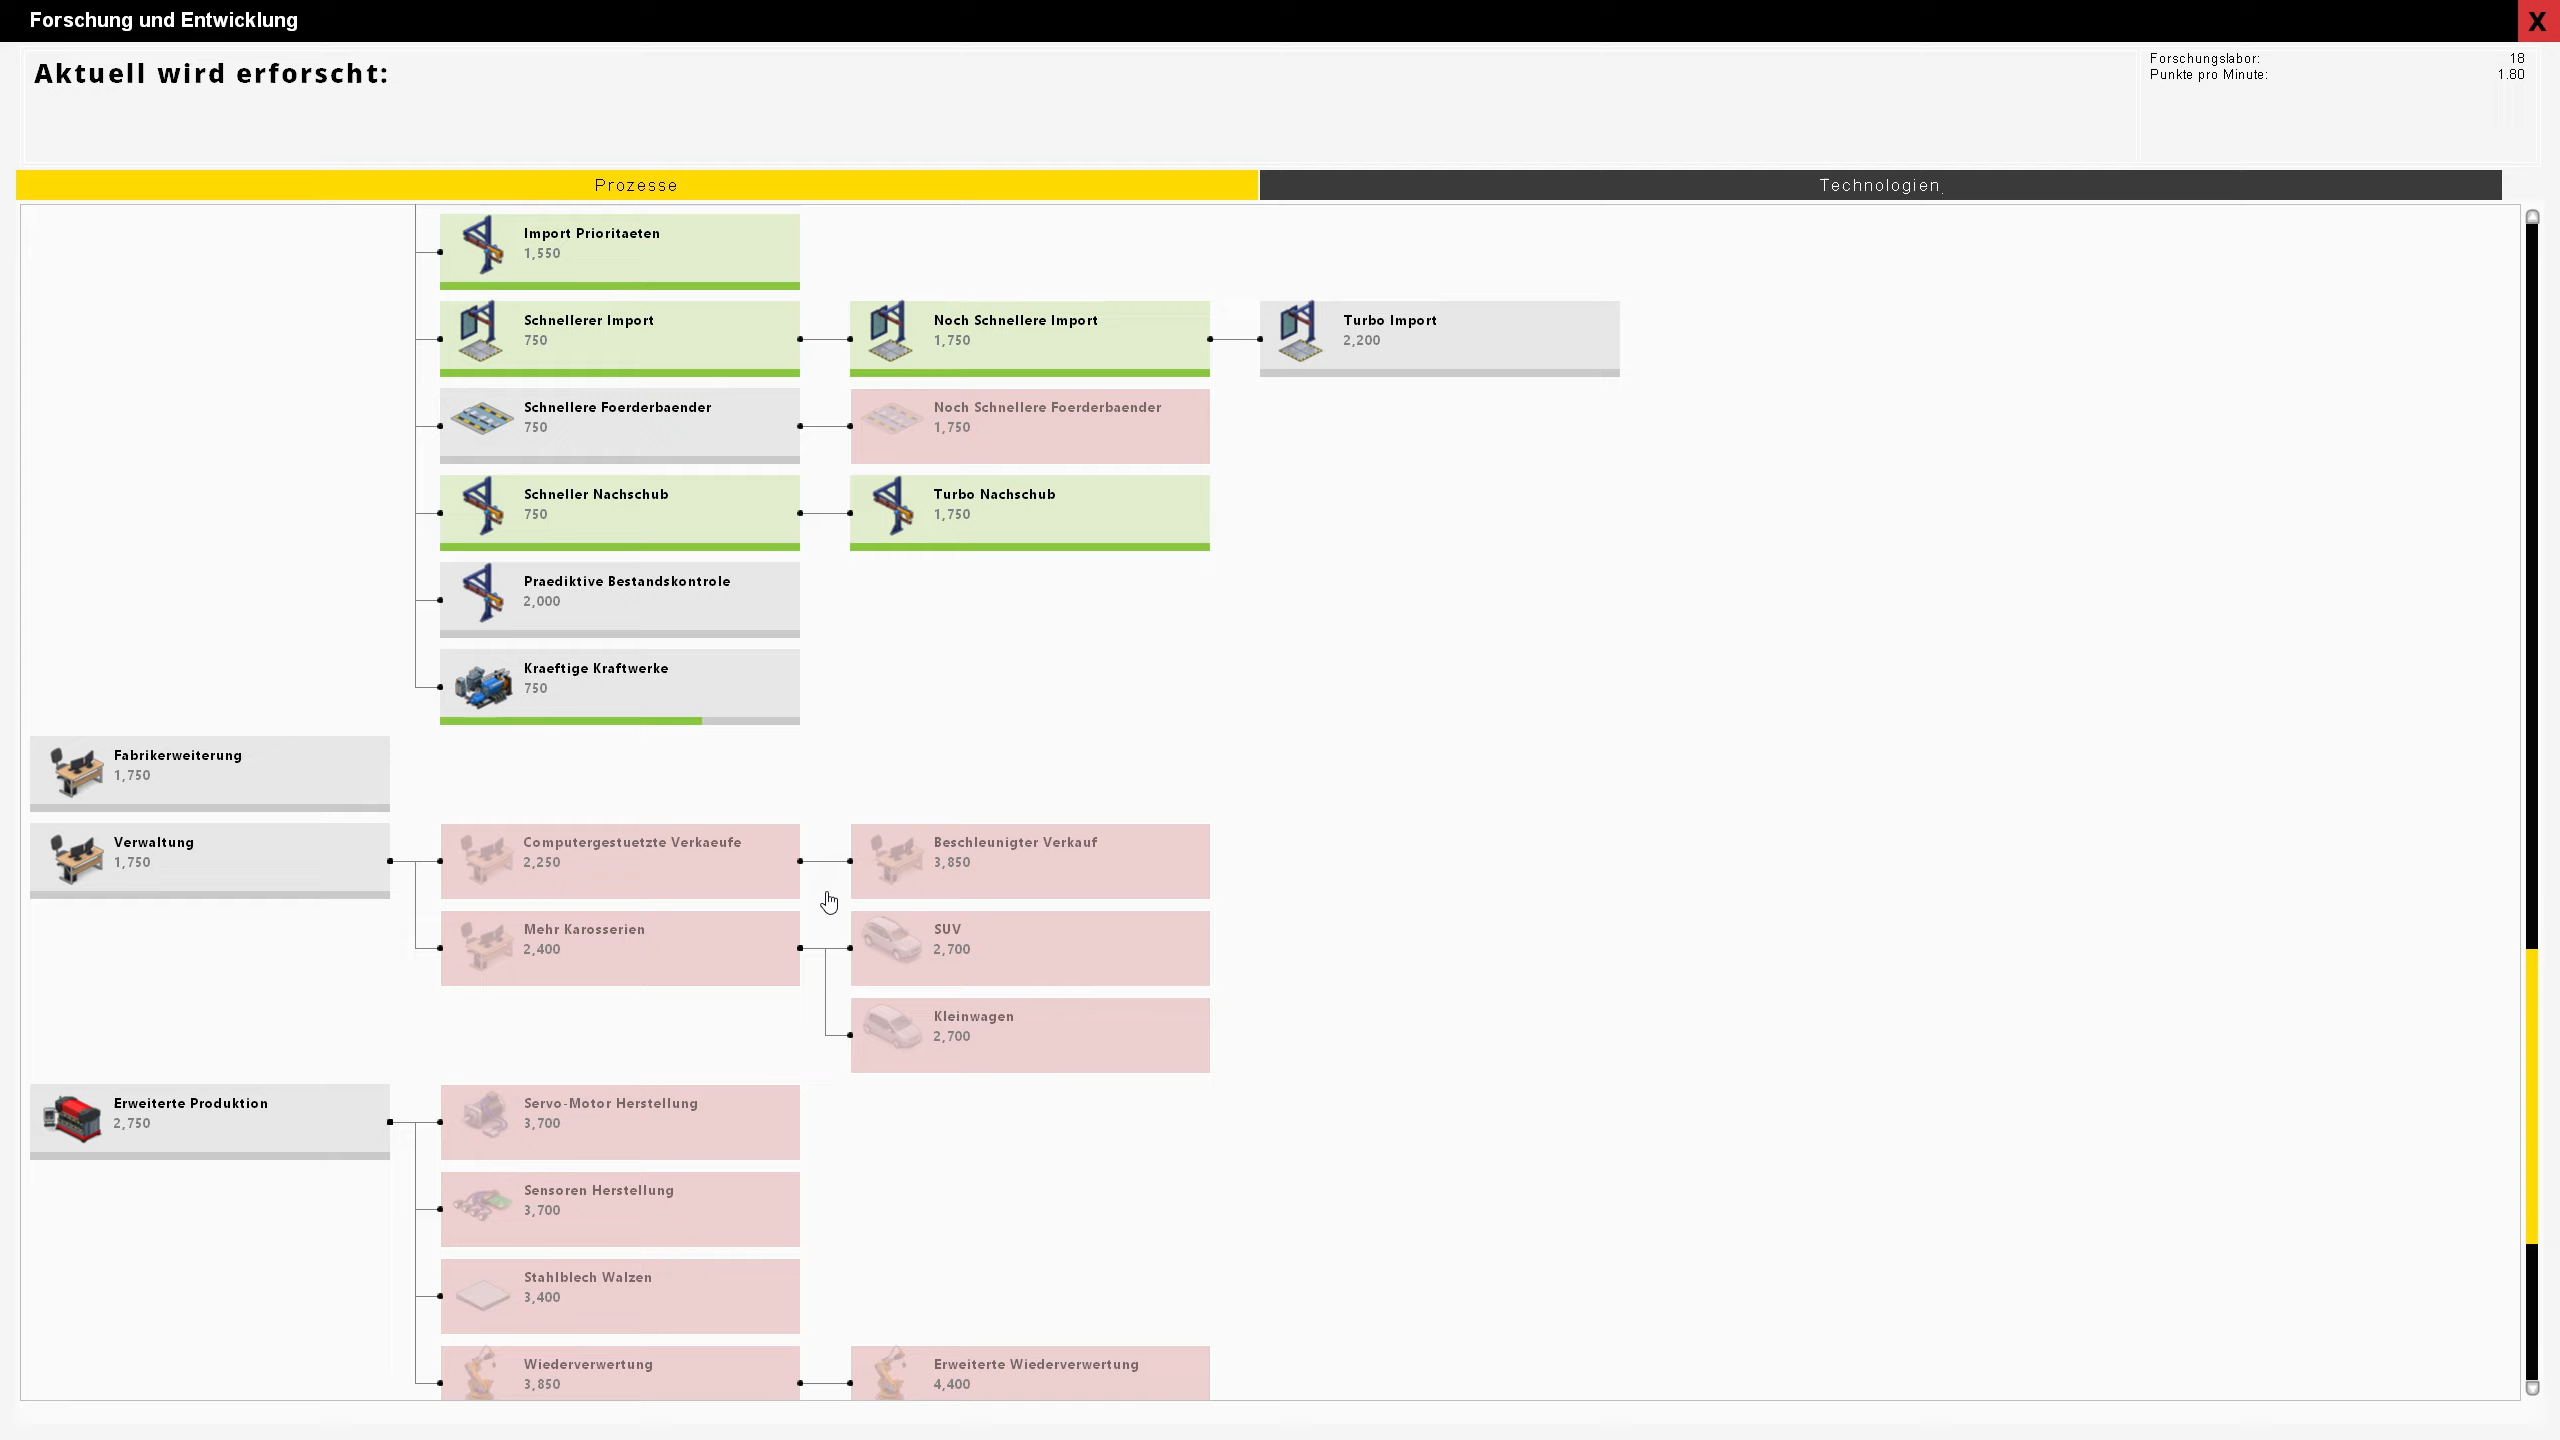 Forschung und Entwicklung
X
Aktuell wird erforscht:
Forschungslabor: 18
Punkte pro Minute: 1.80
Prozesse
Technologien
Import Prioritaeten
1,550
Schnellerer Import
750
Noch Schnellere Import
1,750
Turbo Import
2,200
Schnellere Foerderbaender
750
Noch Schnellere Foerderbaender
1,750
Schneller Nachschub
750
Turbo Nachschub
1,750
Praediktive Bestandskontrole
2,000
Kraeftige Kraftwerke
750
Fabrikerweiterung
1,750
Verwaltung
1,750
Computergestuetzte Verkaeufe
2,250
Beschleunigter Verkauf
3,850
Mehr Karosserien
2,400
SUV
2,700
Kleinwagen
2,700
Erweiterte Produktion
2,750
Servo-Motor Herstellung
3,700
Sensoren Herstellung
3,700
Stahlblech Walzen
3,400
Wiederverwertung
3,850
Erweiterte Wiederverwertung
4,400